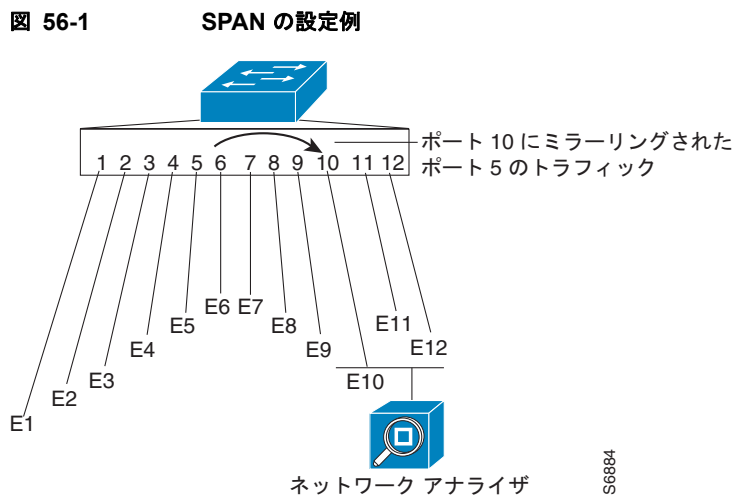 図 56-1 SPAN の設定例
ポート 10 にミラーリングされた
ポート 5 のトラフィック
1 2 3 4 5 6 7 8 9 10 11 12
E6 E7
E5 E8 E11
E4 E9 E12
E3 E10
E2
E1
ネットワーク アナライザ
S6884